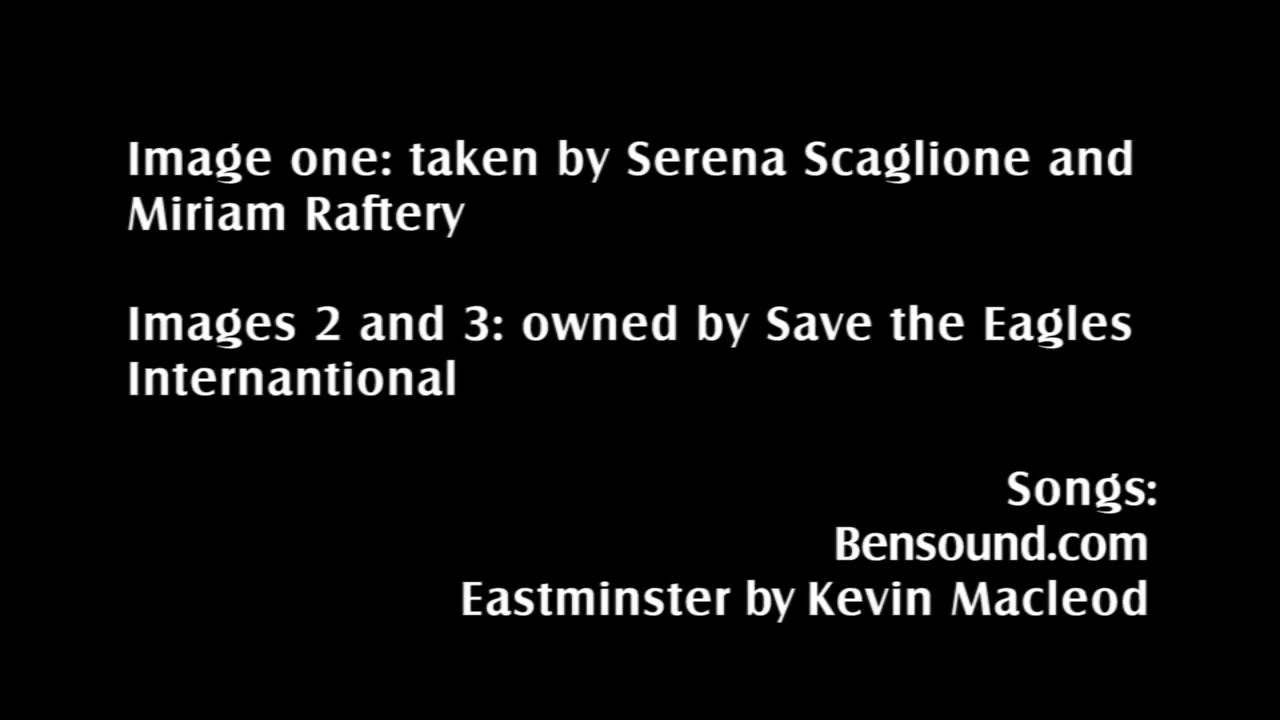 Image one: taken by Serena Scaglione and
Miriam Raftery
Images 2 and 3: owned by Save the Eagles
Internantional
Songs:
Bensound.com
Eastminster by Kevin Macleod